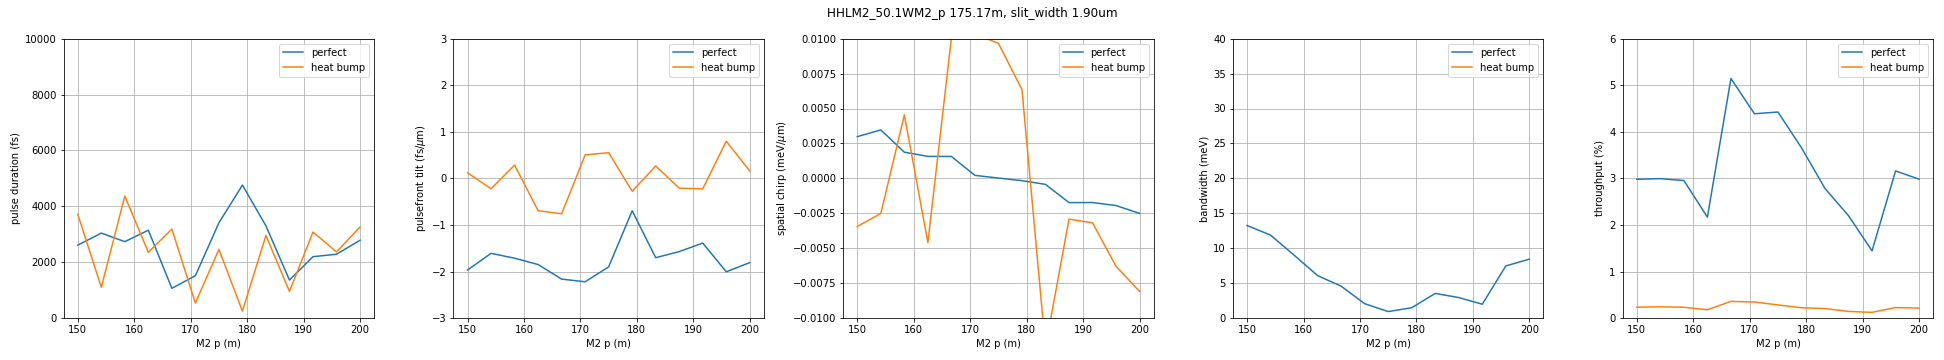 HHLM2_50.1WM2_p 175.17m, slit_width 1.90um
pulse duration (fs)
10000
8000
6000
4000
2000
0
150 160 170 180 190 200
M2 p (m)
perfect
heat bump
pulsefront tilt (fs/μm)
3
2
1
0
−1
−2
−3
150 160 170 180 190 200
M2 p (m)
perfect
heat bump
spatial chirp (meV/μm)
0.0100
0.0075
0.0050
0.0025
0.0000
−0.0025
−0.0050
−0.0075
−0.0100
150 160 170 180 190 200
M2 p (m)
perfect
heat bump
bandwidth (meV)
40
35
30
25
20
15
10
5
0
150 160 170 180 190 200
M2 p (m)
perfect
heat bump
throughput (%)
6
5
4
3
2
1
0
150 160 170 180 190 200
M2 p (m)
perfect
heat bump